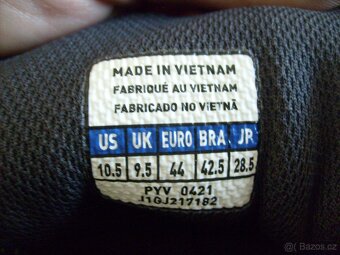 MADE IN VIETNAM
FABRIQUÉ AU VIETNAM
FABRICADO NO VIETNÃ
US UK EURO BRA JP
10.5 9.5 44 42.5 28.5
PYV 0421
J1GJ217182
Bazos.cz